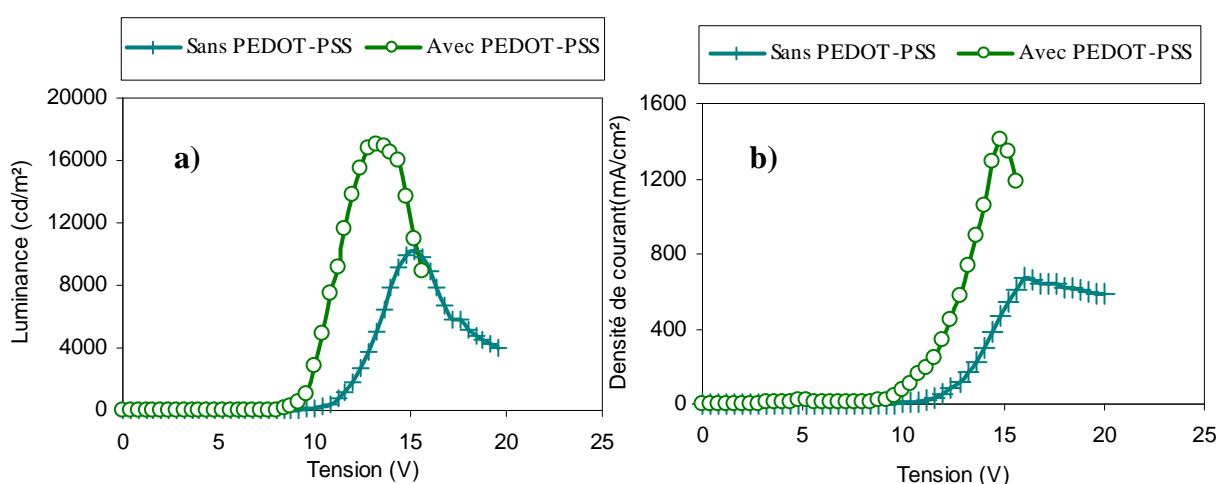 Sans PEDOT-PSS Avec PEDOT-PSS
20000
16000
12000
8000
4000
0
0 5 10 15 20 25
Luminance (cd/m²)
Tension (V)
a)
Sans PEDOT-PSS Avec PEDOT-PSS
1600
1200
800
400
0
0 5 10 15 20 25
Densité de courant(mA/cm²)
Tension (V)
b)